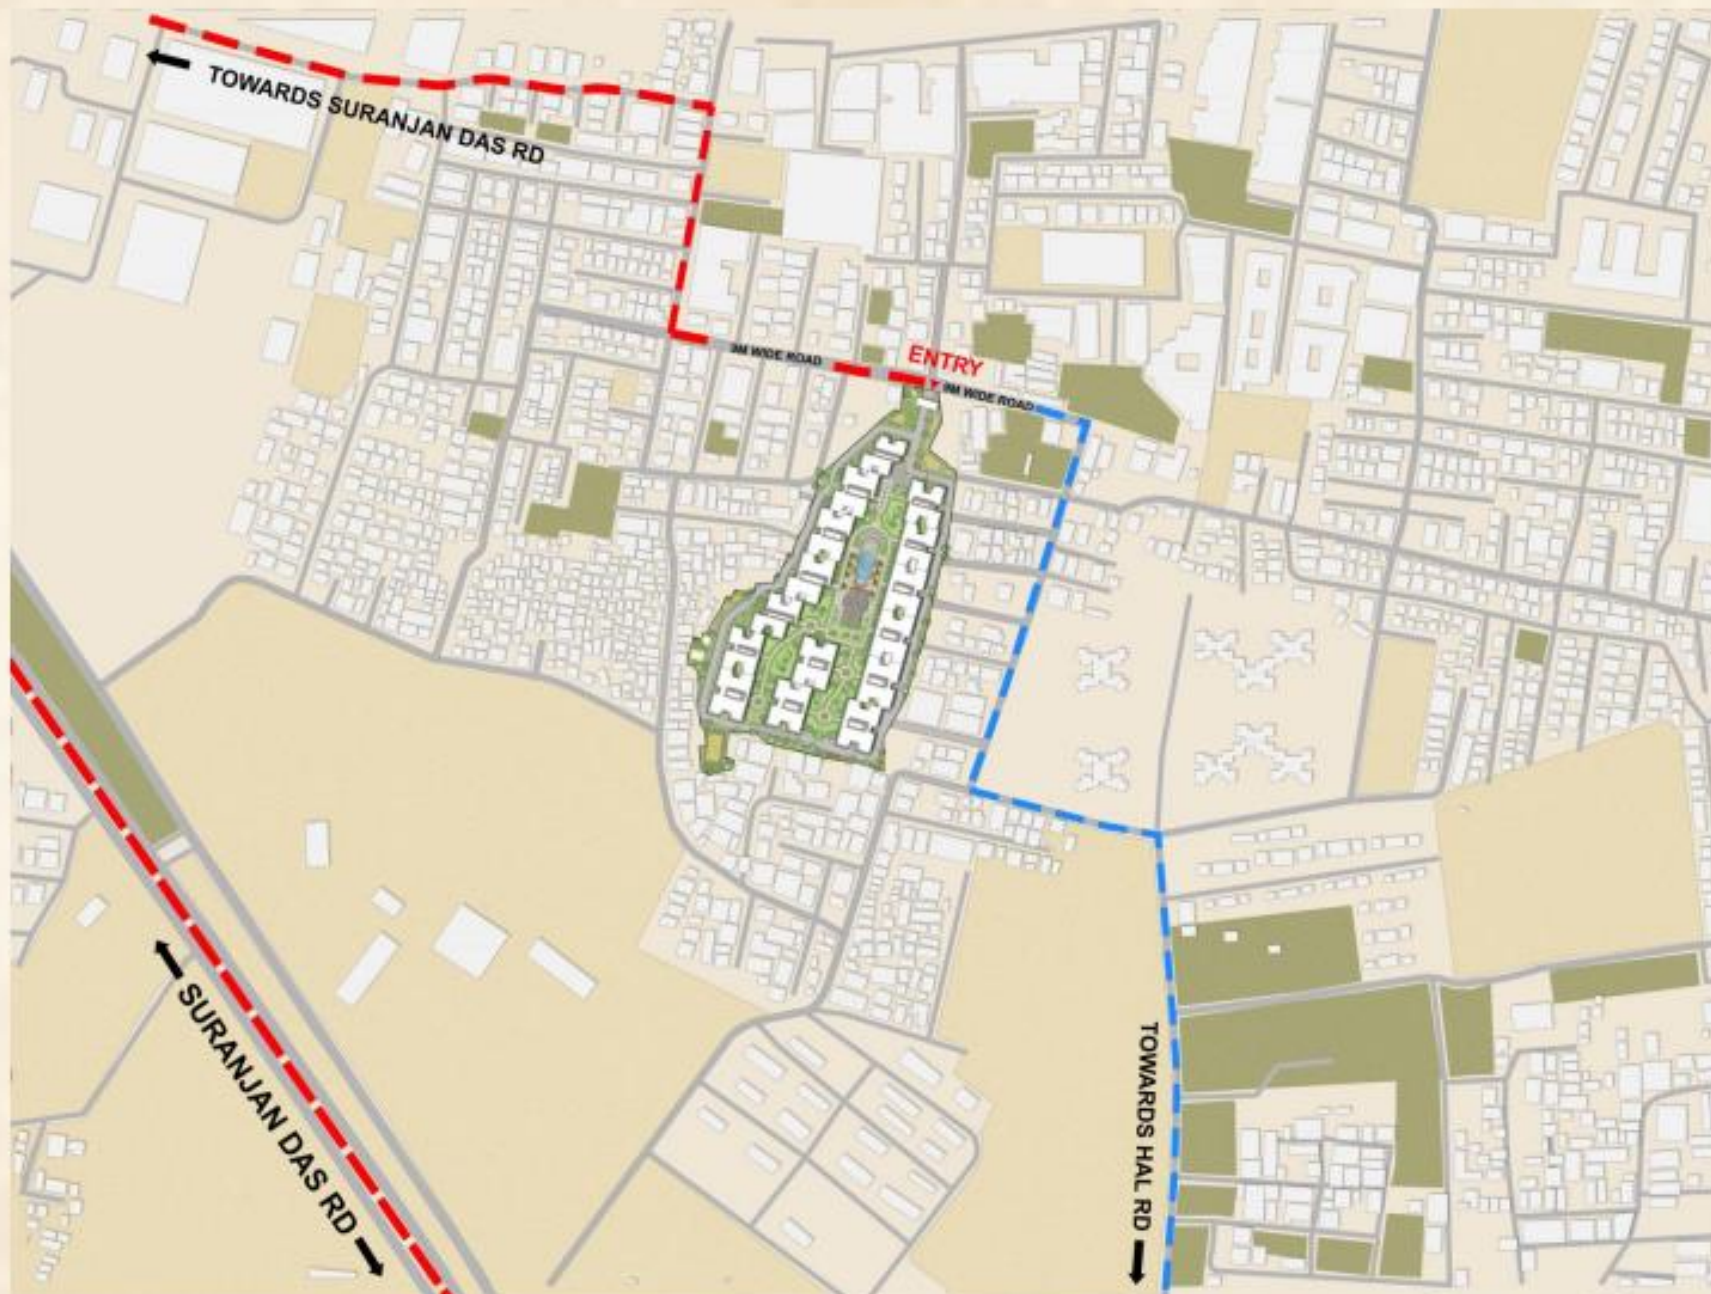 TOWARDS SURANJAN DAS RD
9M WIDE ROAD
ENTRY
9M WIDE ROAD
SURANJAN DAS RD
TOWARDS HAL RD